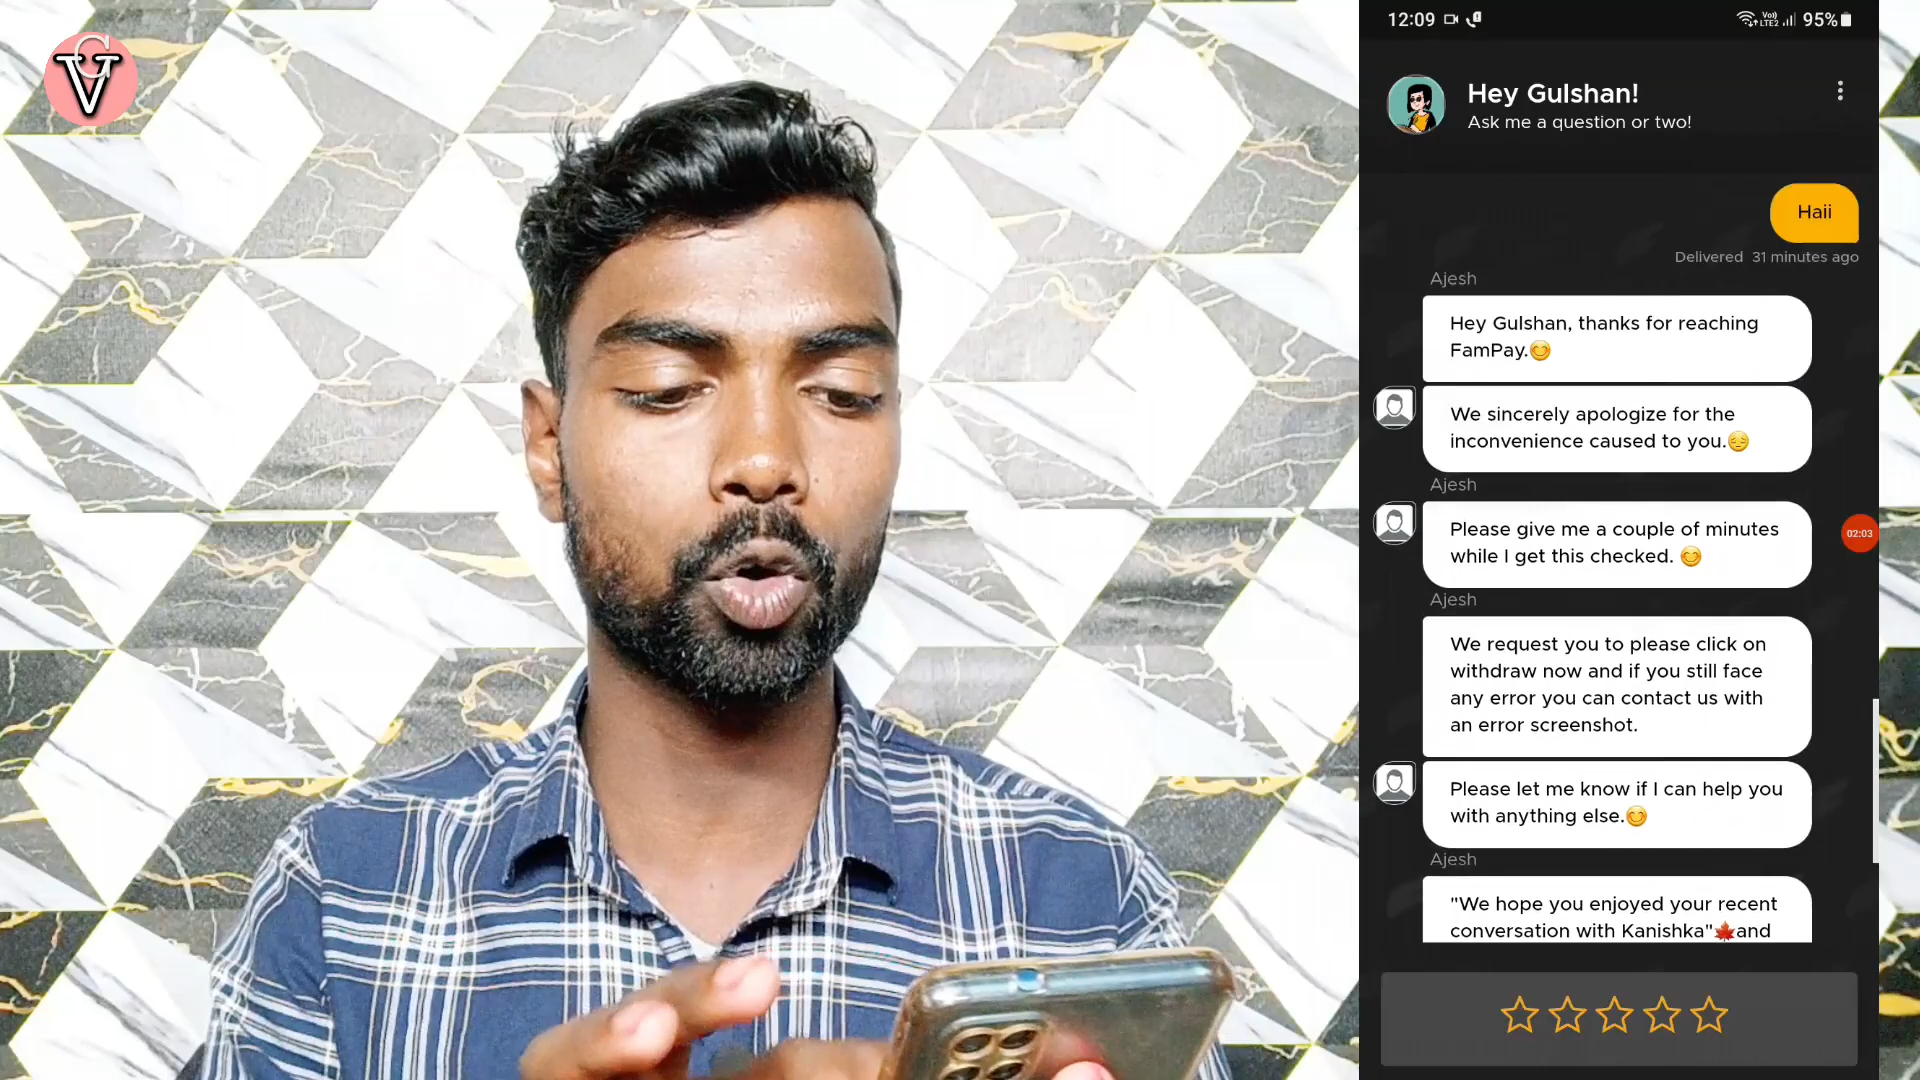 GV
12:09
Vo) LTE2
95%
Hey Gulshan!
Ask me a question or two!
Haii
Delivered 31 minutes ago
Ajesh
Hey Gulshan, thanks for reaching
FamPay.😊
We sincerely apologize for the
inconvenience caused to you.😔
Ajesh
Please give me a couple of minutes
while I get this checked. 😊
02:03
Ajesh
We request you to please click on
withdraw now and if you still face
any error you can contact us with
an error screenshot.
Please let me know if I can help you
with anything else.😊
Ajesh
"We hope you enjoyed your recent
conversation with Kanishka"🍁and